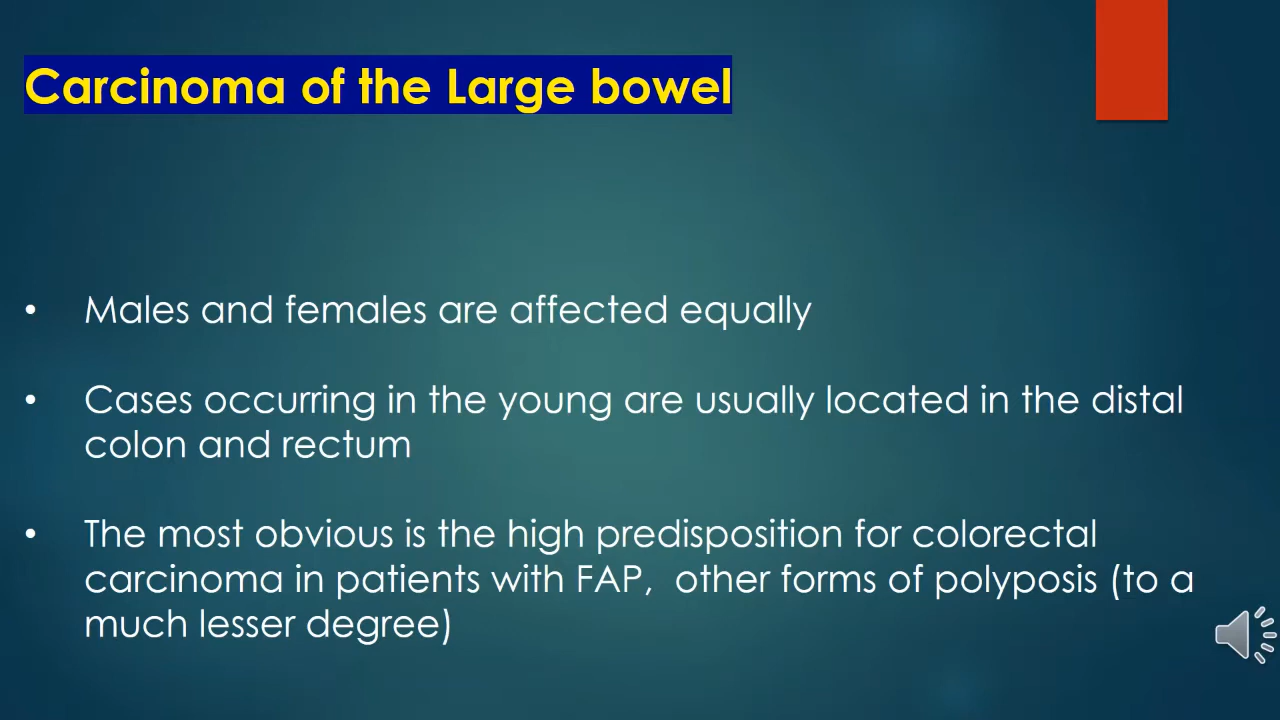 Carcinoma of the Large bowel
• Males and females are affected equally
• Cases occurring in the young are usually located in the distal
colon and rectum
• The most obvious is the high predisposition for colorectal
carcinoma in patients with FAP, other forms of polyposis (to a
much lesser degree)